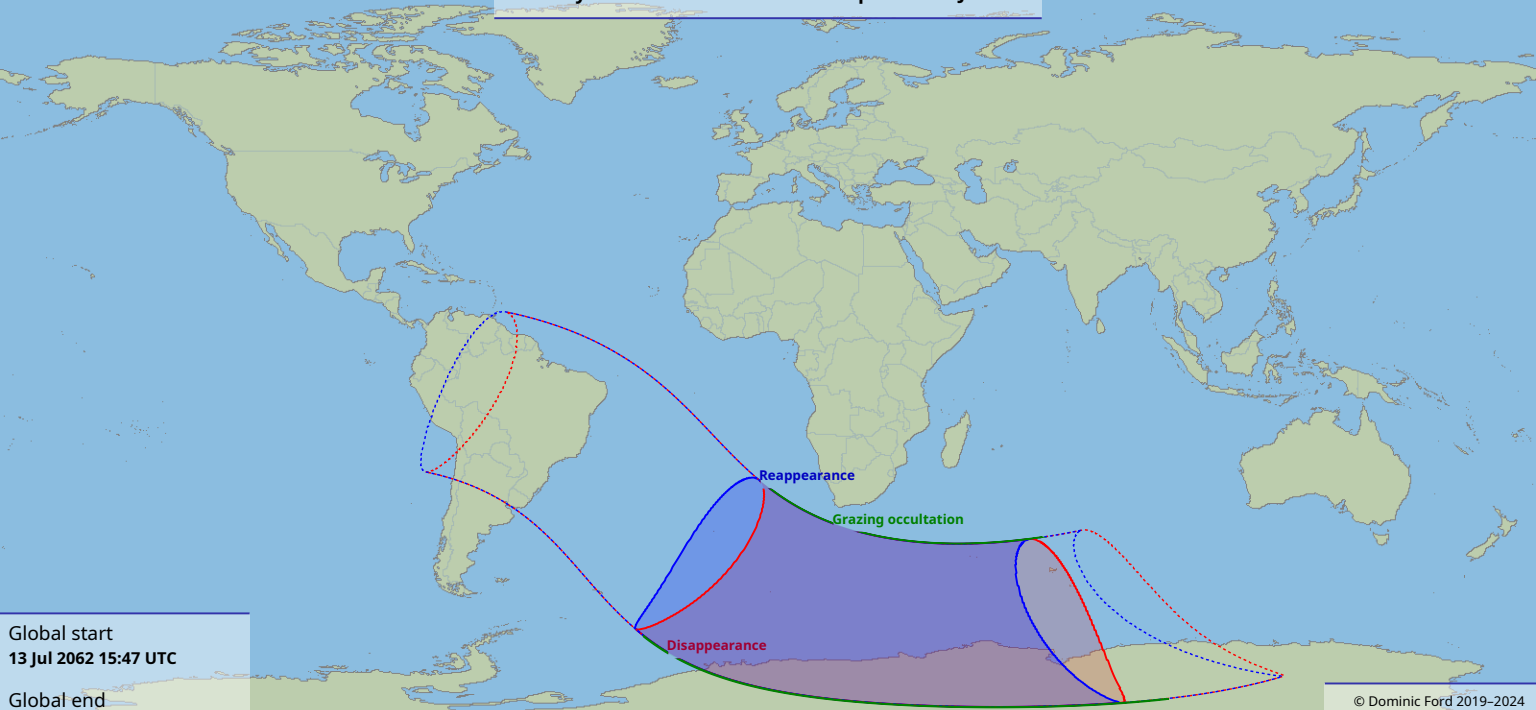 Reappearance
Grazing occultation
Disappearance
Global start
13 Jul 2062 15:47 UTC
Global end
© Dominic Ford 2019–2024